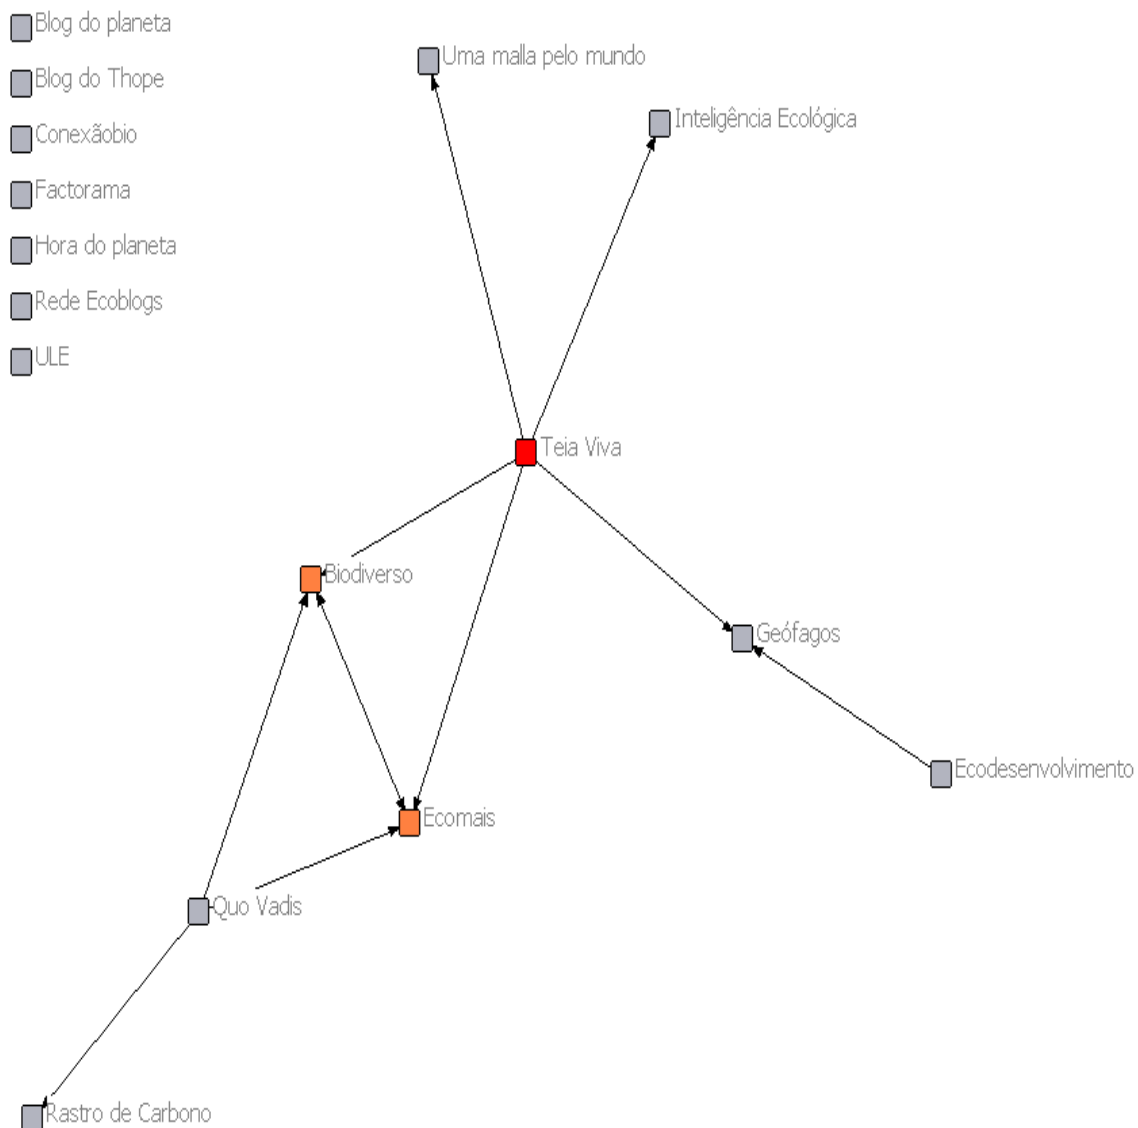 Blog do planeta
Blog do Thope
Conexãobio
Factorama
Hora do planeta
Rede Ecoblogs
ULE
Uma malla pelo mundo
Inteligência Ecológica
Teia Viva
Biodiverso
Geófagos
Ecodesenvolvimento
Ecomais
Quo Vadis
Rastro de Carbono